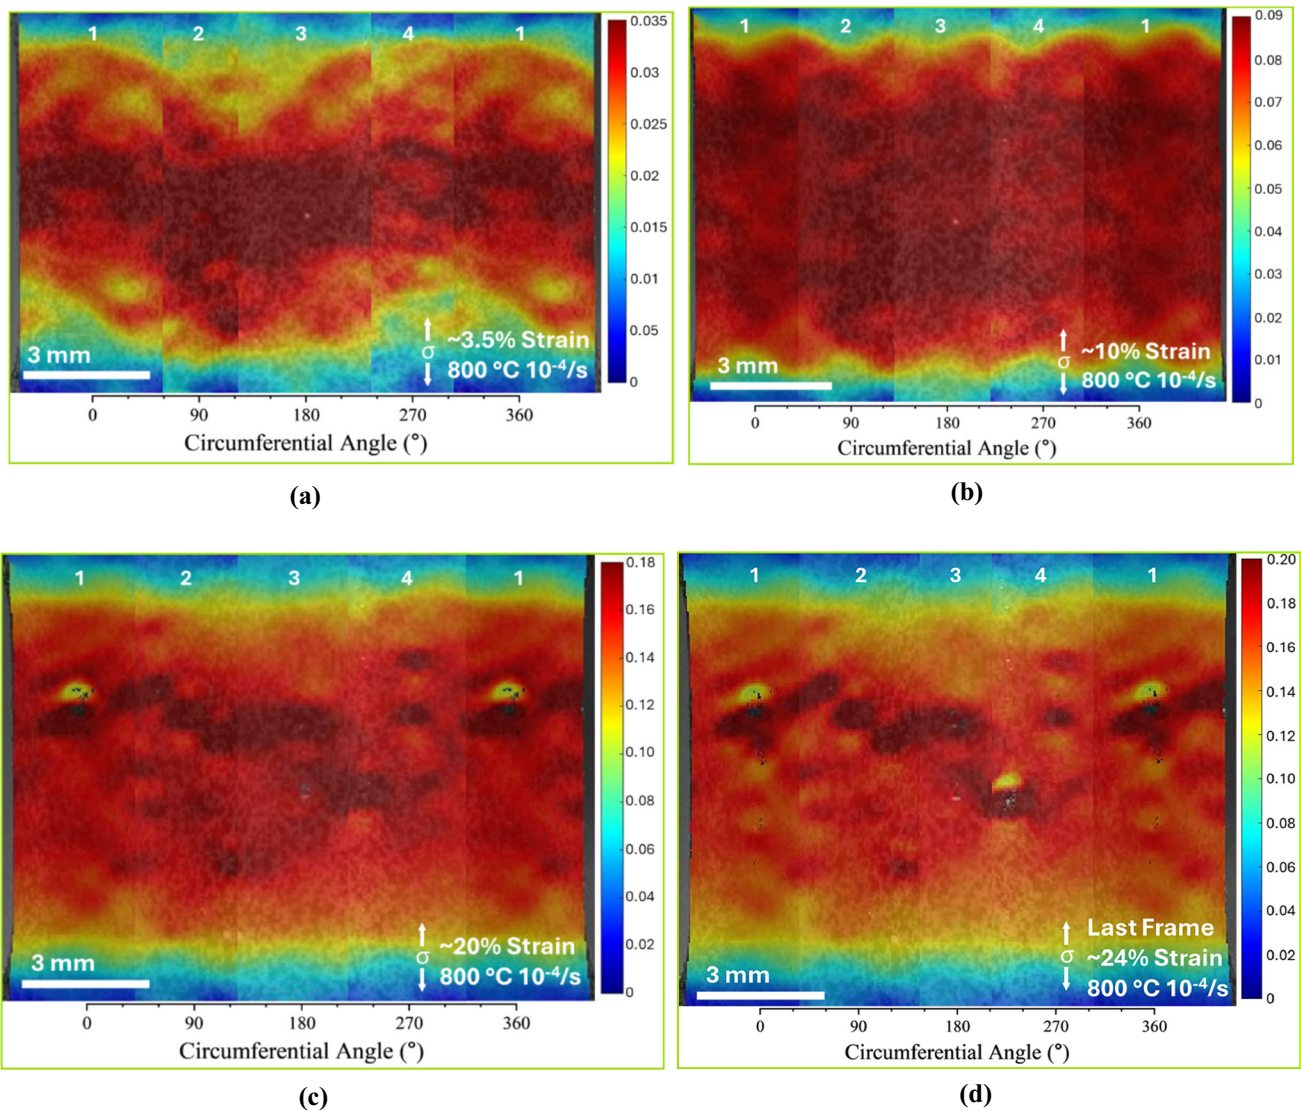 1 2 3 4 1
0.035
0.03
0.025
0.02
0.015
0.01
0.05
0
~3.5% Strain
σ
800 °C 10⁻⁴/s
3 mm
0 90 180 270 360
Circumferential Angle (°)
(a)
1 2 3 4 1
0.09
0.08
0.07
0.06
0.05
0.04
0.03
0.02
0.01
0
~10% Strain
σ
800 °C 10⁻⁴/s
3 mm
0 90 180 270 360
Circumferential Angle (°)
(b)
1 2 3 4 1
0.18
0.16
0.14
0.12
0.10
0.08
0.06
0.04
0.02
0
~20% Strain
σ
800 °C 10⁻⁴/s
3 mm
0 90 180 270 360
Circumferential Angle (°)
(c)
1 2 3 4 1
0.20
0.18
0.16
0.14
0.12
0.10
0.08
0.06
0.04
0.02
0
Last Frame
σ ~24% Strain
800 °C 10⁻⁴/s
3 mm
0 90 180 270 360
Circumferential Angle (°)
(d)